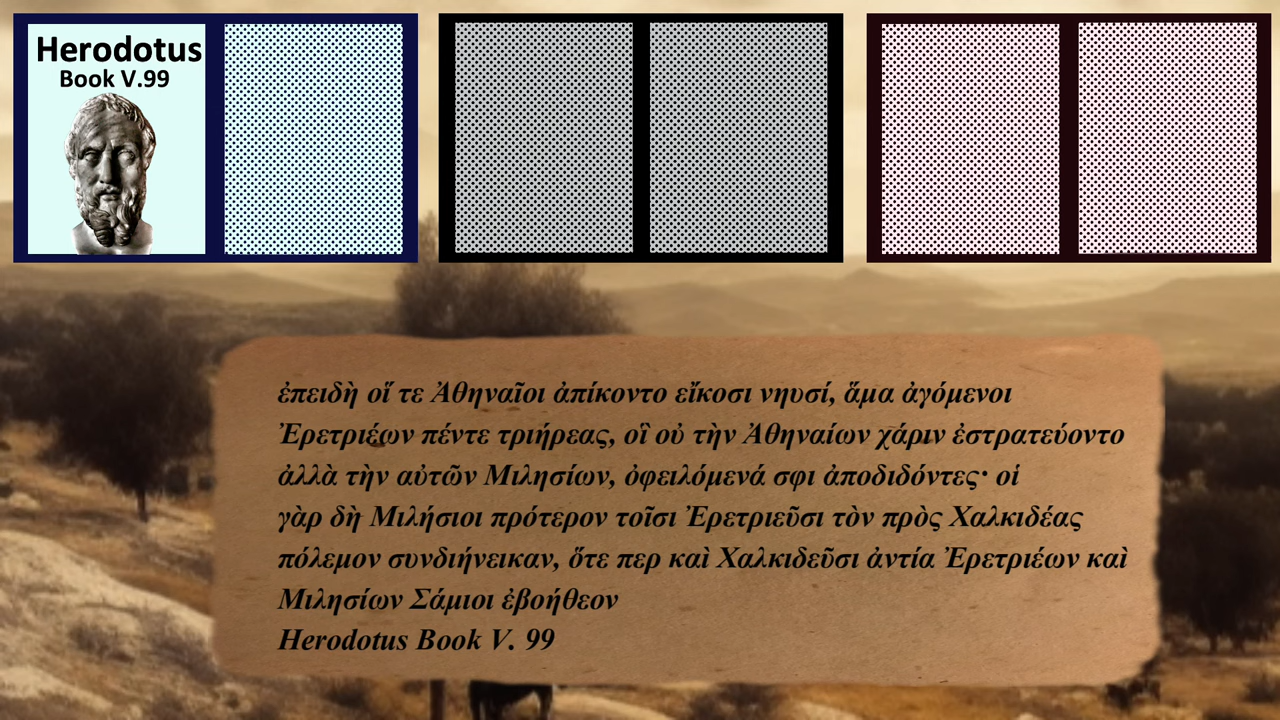 Herodotus
Book V.99
ἐπειδὴ οἵ τε Ἀθηναῖοι ἀπίκοντο εἴκοσι νηυσί, ἅμα ἀγόμενοι
Ἐρετριέων πέντε τριήρεας, οἳ οὐ τὴν Ἀθηναίων χάριν ἐστρατεύοντο
ἀλλὰ τὴν αὐτῶν Μιλησίων, ὀφειλόμενά σφι ἀποδιδόντες· οἱ
γὰρ δὴ Μιλήσιοι πρότερον τοῖσι Ἐρετριεῦσι τὸν πρὸς Χαλκιδέας
πόλεμον συνδιήνεικαν, ὅτε περ καὶ Χαλκιδεῦσι ἀντία Ἐρετριέων καὶ
Μιλησίων Σάμιοι ἐβοήθεον
Herodotus Book V. 99